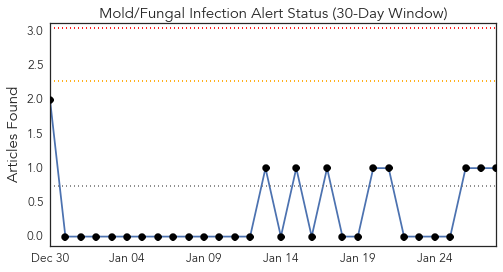 Mold/Fungal Infection Alert Status (30-Day Window)
Articles Found
3.0
2.5
2.0
1.5
1.0
0.5
0.0
Dec 30 Jan 04 Jan 09 Jan 14 Jan 19 Jan 24